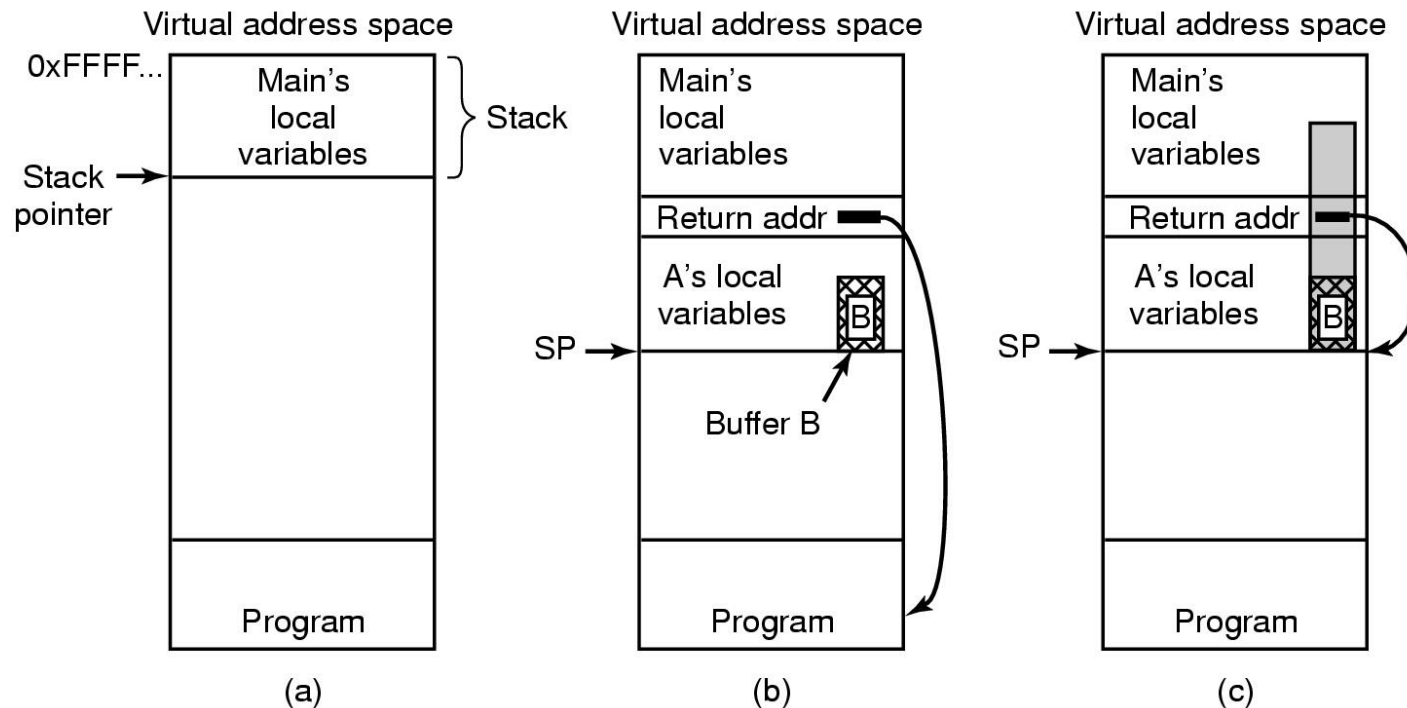 Virtual address space
0xFFFF...
Main's
local
variables
Stack
Stack
pointer
Program
(a)
Virtual address space
Main's
local
variables
Return addr
A's local
variables
B
SP
Buffer B
Program
(b)
Virtual address space
Main's
local
variables
Return addr
A's local
variables
B
SP
Program
(c)